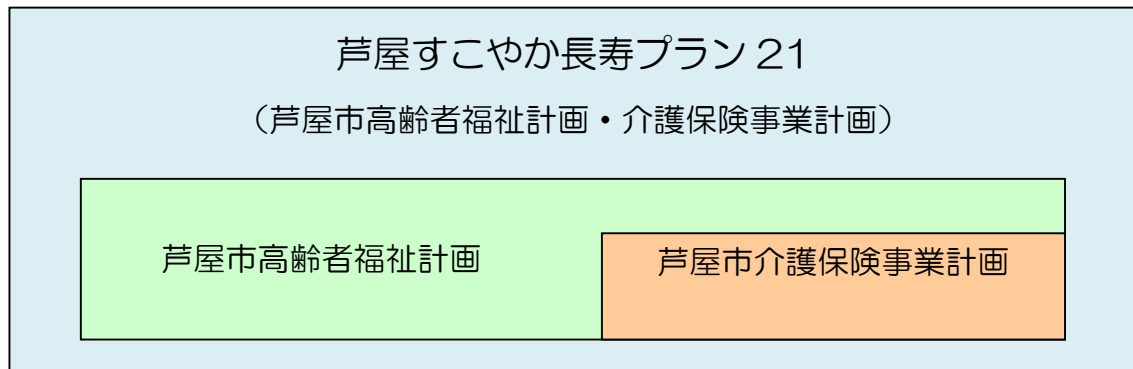 芦屋すこやか長寿プラン21
（芦屋市高齢者福祉計画・介護保険事業計画）
芦屋市高齢者福祉計画
芦屋市介護保険事業計画